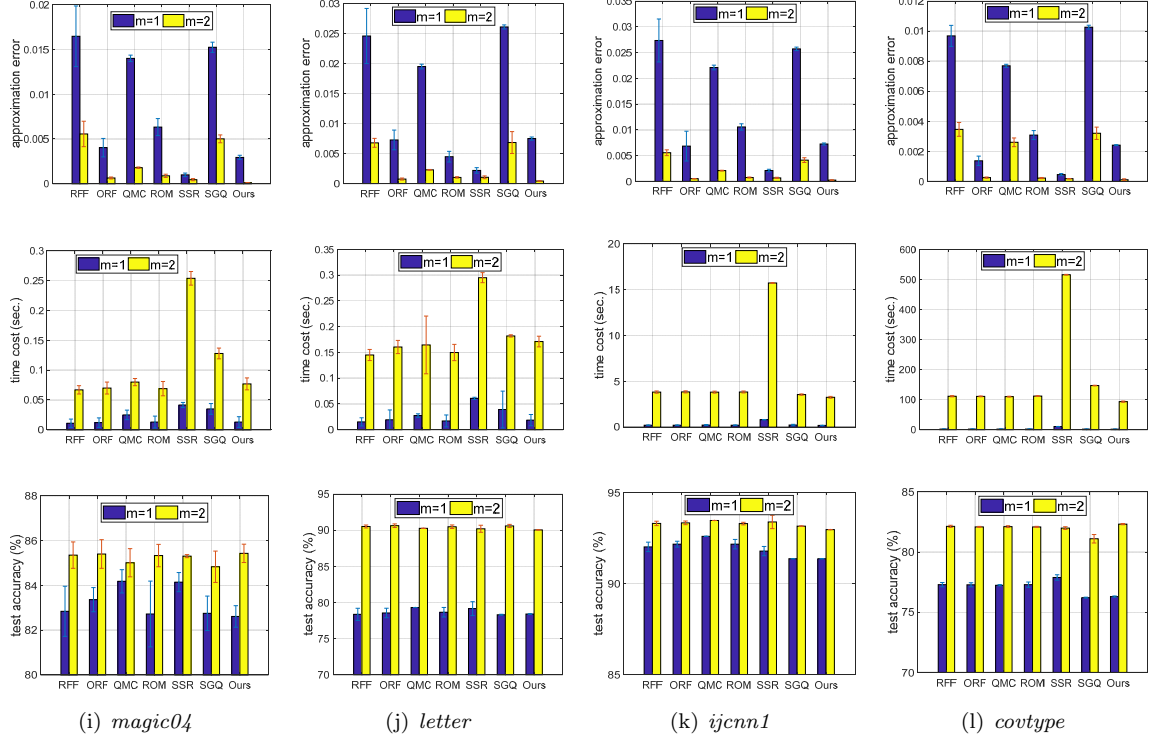 m=1 m=2
approximation error
0.02
0.015
0.01
0.005
0
RFF ORF QMC ROM SSR SGQ Ours
m=1 m=2
approximation error
0.03
0.025
0.02
0.015
0.01
0.005
0.000
RFF ORF QMC ROM SSR SGQ Ours
m=1 m=2
approximation error
0.035
0.03
0.025
0.02
0.015
0.01
0.005
0.000
RFF ORF QMC ROM SSR SGQ Ours
m=1 m=2
approximation error
0.012
0.01
0.008
0.006
0.004
0.002
0.000
RFF ORF QMC ROM SSR SGQ Ours
m=1 m=2
time cost (sec.)
0.3
0.25
0.2
0.15
0.1
0.05
0
RFF ORF QMC ROM SSR SGQ Ours
m=1 m=2
time cost (sec.)
0.35
0.3
0.25
0.2
0.15
0.1
0.05
0
RFF ORF QMC ROM SSR SGQ Ours
m=1 m=2
time cost (sec.)
20
15
10
5
0
RFF ORF QMC ROM SSR SGQ Ours
m=1 m=2
time cost (sec.)
600
500
400
300
200
100
0
RFF ORF QMC ROM SSR SGQ Ours
m=1 m=2
test accuracy (%)
88
86
84
82
80
RFF ORF QMC ROM SSR SGQ Ours
m=1 m=2
test accuracy (%)
95
90
85
80
75
70
RFF ORF QMC ROM SSR SGQ Ours
m=1 m=2
test accuracy (%)
95
90
85
RFF ORF QMC ROM SSR SGQ Ours
m=1 m=2
test accuracy (%)
85
80
75
70
RFF ORF QMC ROM SSR SGQ Ours
(i) magic04
(j) letter
(k) ijcnn1
(l) covtype